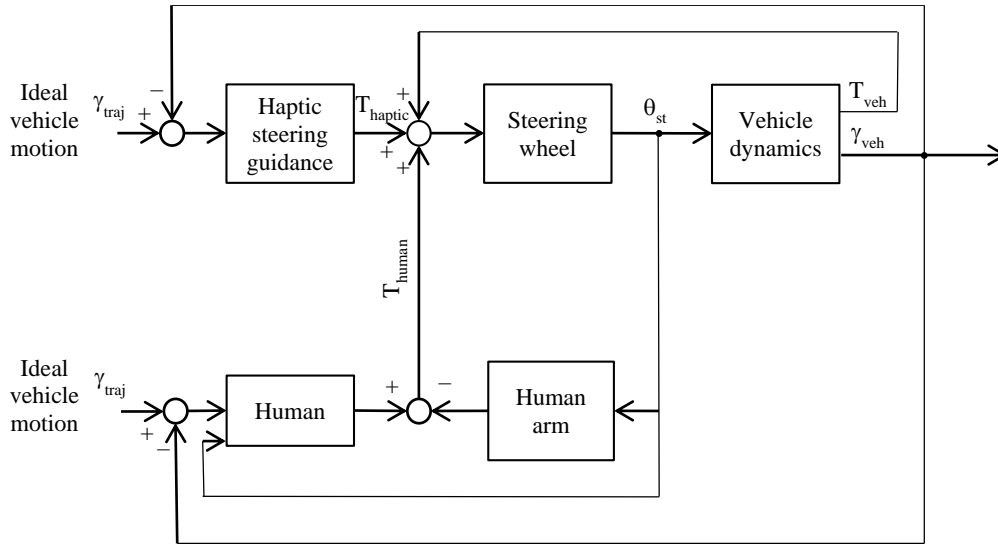 Ideal
vehicle
motion
γtraj
−
+
Haptic
steering
guidance
Thaptic
+
+
+
Steering
wheel
θst
Vehicle
dynamics
Tveh
γveh
Thuman
Ideal
vehicle
motion
γtraj
+
−
Human
+
−
Human
arm